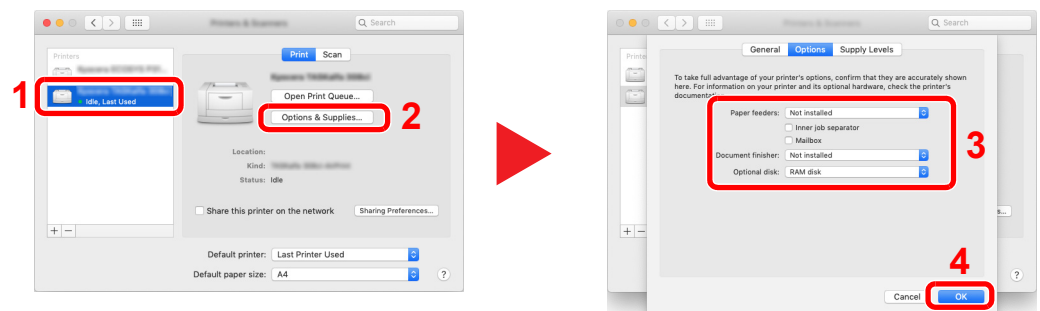 Search
Printers
Print
Scan
1
Idle, Last Used
Open Print Queue...
Options & Supplies...
2
Location:
Kind:
Status: Idle
Share this printer on the network
Sharing Preferences...
+ −
Default printer: Last Printer Used
Default paper size: A4
?
Search
Printe
General
Options
Supply Levels
To take full advantage of your printer's options, confirm that they are accurately shown
here. For information on your printer and its optional hardware, check the printer's
Paper feeders: Not installed
Inner job separator
Mailbox
Document finisher: Not installed
Optional disk: RAM disk
3
s...
+ −
4
?
Cancel
OK